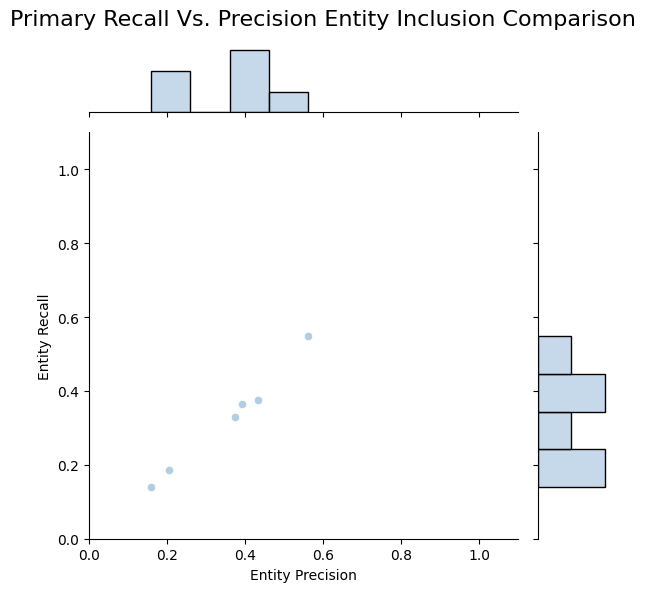 Primary Recall Vs. Precision Entity Inclusion Comparison
1.0
0.8
0.6
0.4
0.2
0.0
Entity Recall
0.0 0.2 0.4 0.6 0.8 1.0
Entity Precision